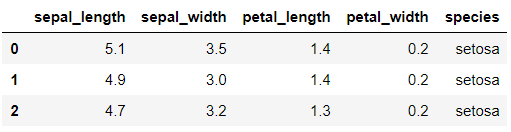 sepal_length sepal_width petal_length petal_width species
0 5.1 3.5 1.4 0.2 setosa
1 4.9 3.0 1.4 0.2 setosa
2 4.7 3.2 1.3 0.2 setosa